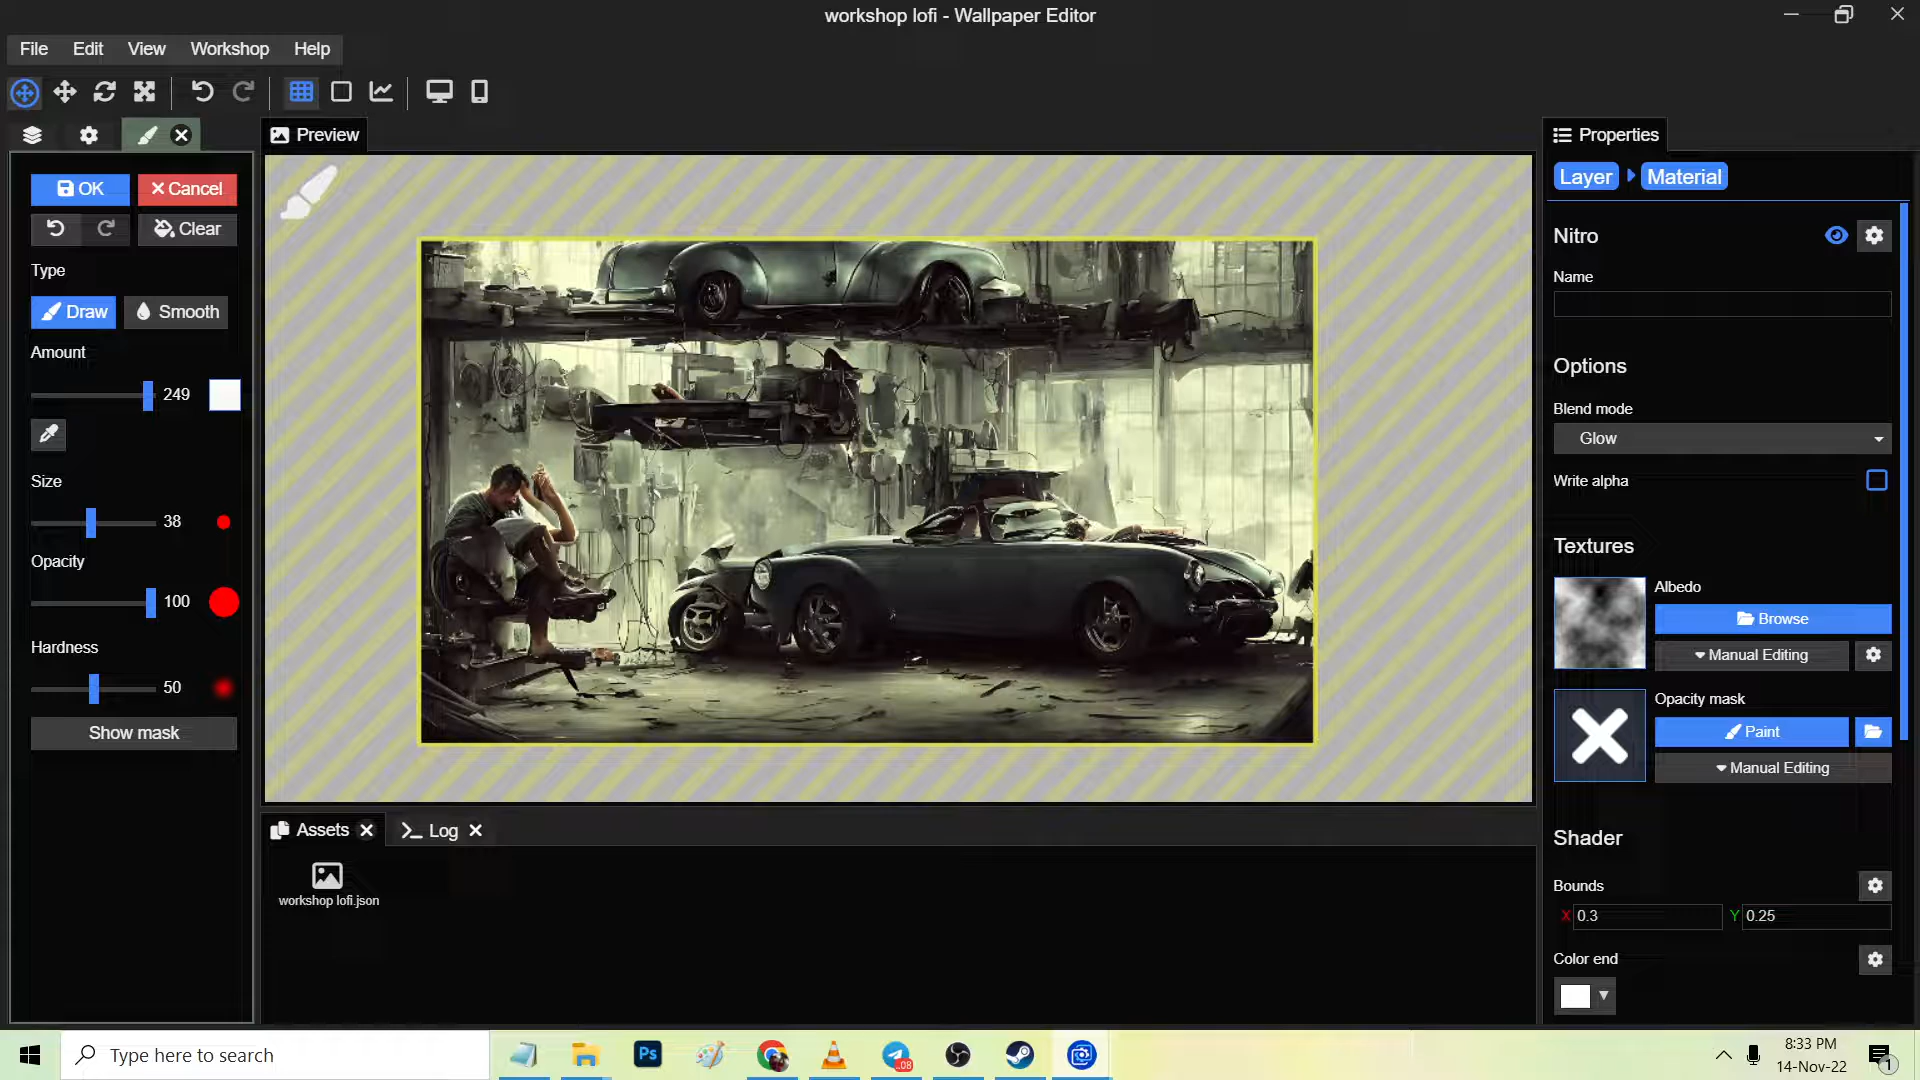 workshop lofi - Wallpaper Editor
File Edit View Workshop Help
Preview
Properties
OK Cancel
Clear
Type
Draw Smooth
Amount
249
Size
38
Opacity
100
Hardness
50
Show mask
Layer Material
Nitro
Name
Options
Blend mode
Glow
Write alpha
Textures
Albedo
Browse
Manual Editing
Opacity mask
Paint
Manual Editing
Shader
Bounds
X 0.3 Y 0.25
Color end
Assets Log
workshop lofi.json
Type here to search
Ps
08
8:33 PM
14-Nov-22
1